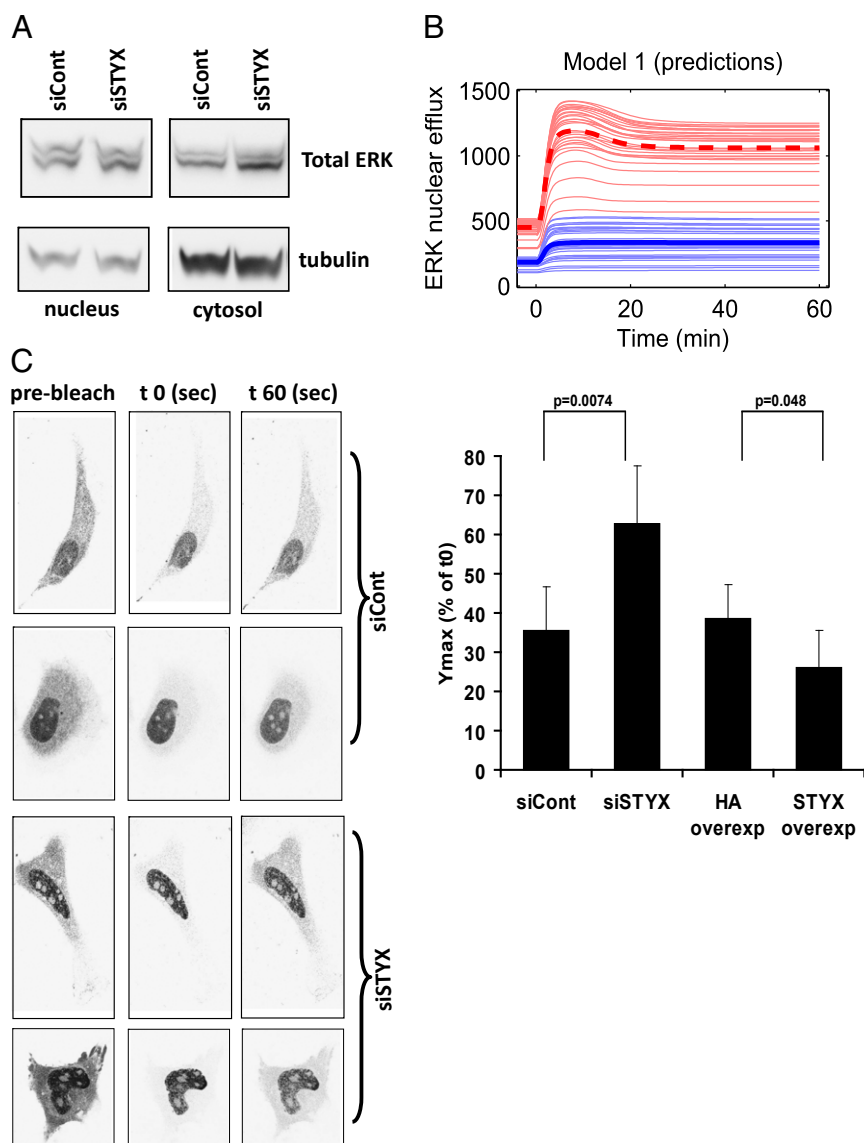 A
siCont
siSTYX
siCont
siSTYX
Total ERK
tubulin
nucleus
cytosol
B
Model 1 (predictions)
ERK nuclear efflux
1500
1000
500
0
0
20
40
60
Time (min)
C
pre-bleach
t 0 (sec)
t 60 (sec)
siCont
siSTYX
p=0.0074
p=0.048
Ymax (% of t0)
80
70
60
50
40
30
20
10
0
siCont
siSTYX
HA overexp
STYX overexp